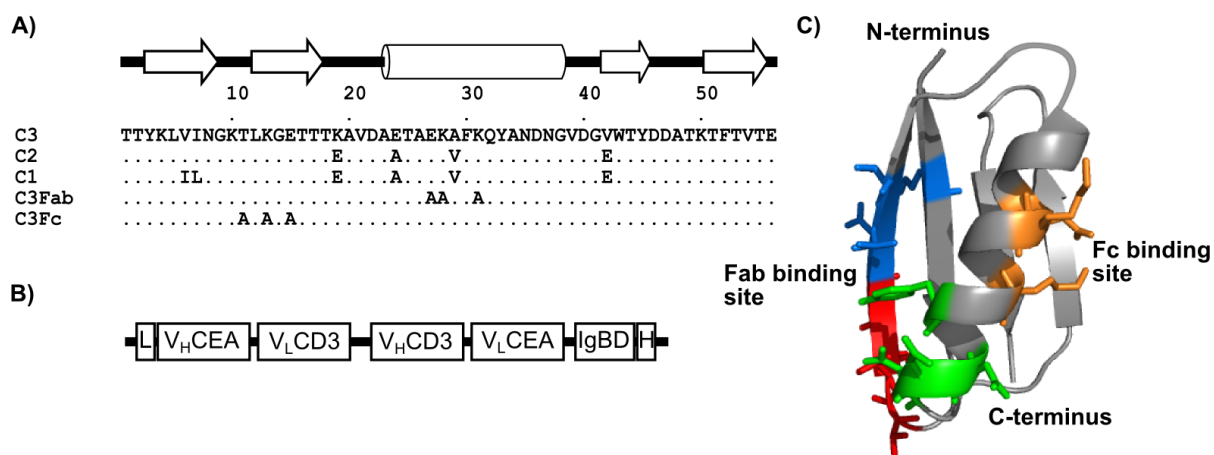 A)
10 20 30 40 50
C3 TTYKLVINGKTLKGETTTKAVDAETAEKAFKQYANDNGVDGVWTYDDATKTFTVTE
C2 ..................E....A....V............E..............
C1 .....IL...........E....A....V............E..............
C3Fab ..........................AA..A.........................
C3Fc ..........A.A.A.........................................
B)
L VHCEA VLCD3 VHCD3 VLCEA IgBD H
C)
N-terminus
Fab binding
site
Fc binding
site
C-terminus